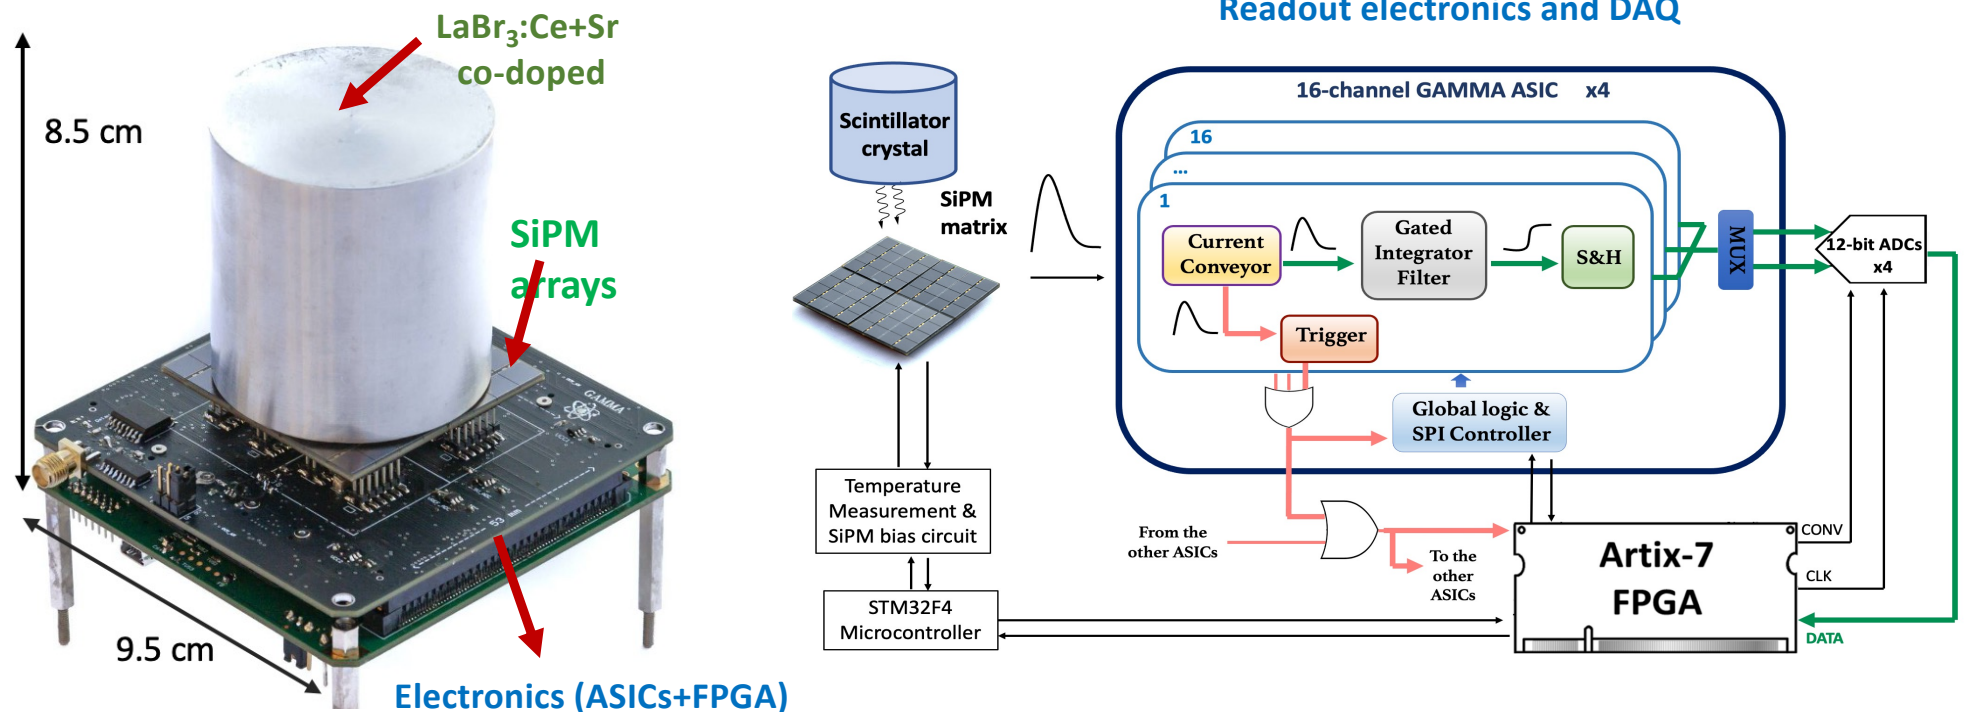 LaBr3:Ce+Sr
co-doped
8.5 cm
SiPM
arrays
GAMMA
53 mm
9.5 cm
Electronics (ASICs+FPGA)
Readout electronics and DAQ
Scintillator
crystal
SiPM
matrix
16-channel GAMMA ASIC x4
16
...
1
Current
Conveyor
Gated
Integrator
Filter
S&H
MUX
12-bit ADCs
x4
Trigger
Global logic &
SPI Controller
Temperature
Measurement &
SiPM bias circuit
From the
other ASICs
To the
other
ASICs
STM32F4
Microcontroller
Artix-7
FPGA
CONV
CLK
DATA